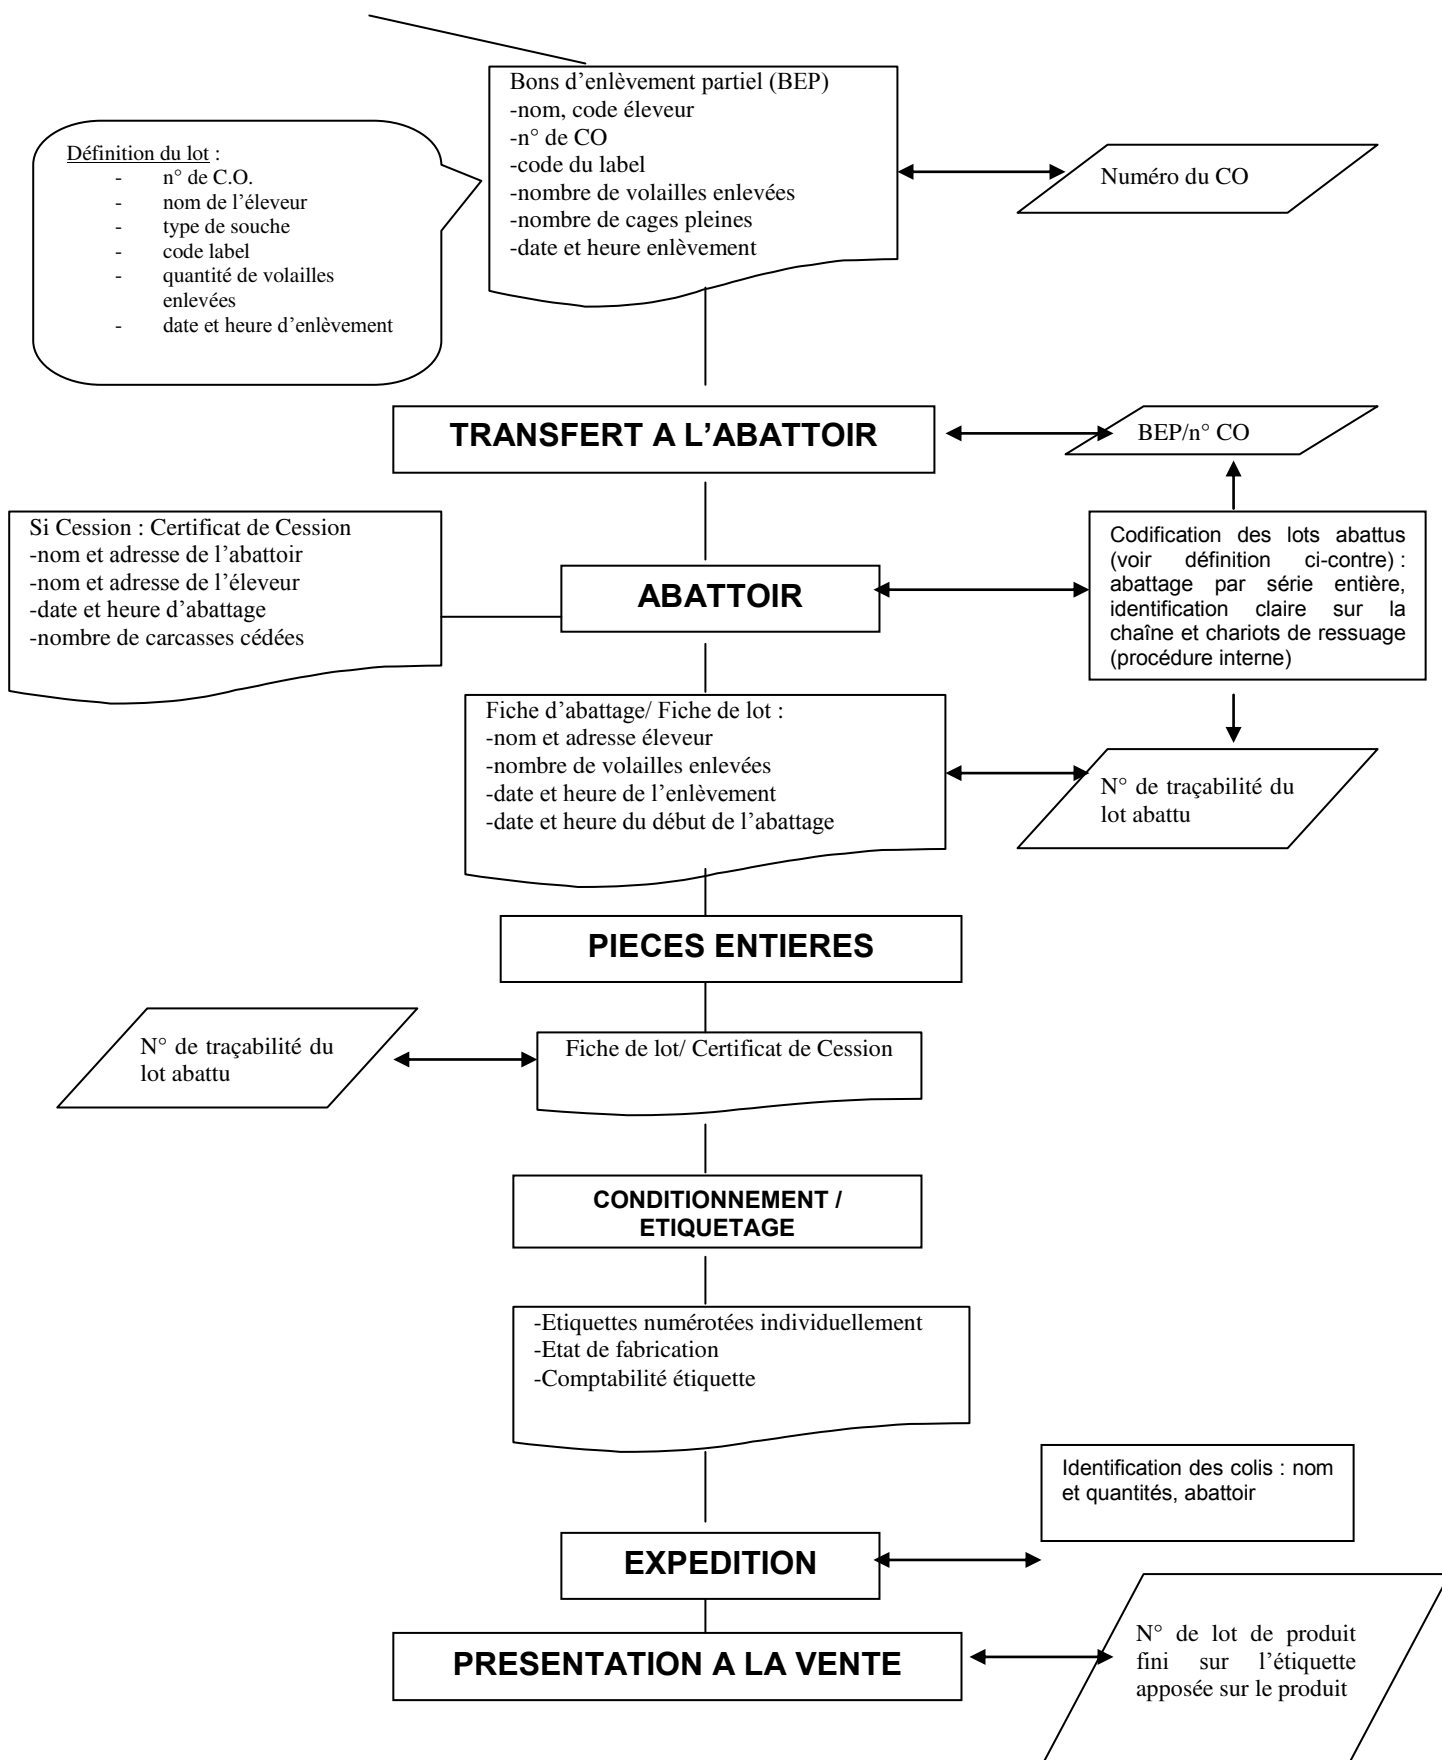 Bons d'enlèvement partiel (BEP)
-nom, code éleveur
-n° de CO
-code du label
-nombre de volailles enlevées
-nombre de cages pleines
-date et heure enlèvement
Définition du lot :
- n° de C.O.
- nom de l'éleveur
- type de souche
- code label
- quantité de volailles
enlevées
- date et heure d'enlèvement
Numéro du CO
TRANSFERT A L'ABATTOIR
BEP/n° CO
Si Cession : Certificat de Cession
-nom et adresse de l'abattoir
-nom et adresse de l'éleveur
-date et heure d'abattage
-nombre de carcasses cédées
ABATTOIR
Codification des lots abattus
(voir définition ci-contre) :
abattage par série entière,
identification claire sur la
chaîne et chariots de ressuage
(procédure interne)
Fiche d'abattage/ Fiche de lot :
-nom et adresse éleveur
-nombre de volailles enlevées
-date et heure de l'enlèvement
-date et heure du début de l'abattage
N° de traçabilité du
lot abattu
PIECES ENTIERES
N° de traçabilité du
lot abattu
Fiche de lot/ Certificat de Cession
CONDITIONNEMENT /
ETIQUETAGE
-Etiquettes numérotées individuellement
-Etat de fabrication
-Comptabilité étiquette
Identification des colis : nom
et quantités, abattoir
EXPEDITION
PRESENTATION A LA VENTE
N° de lot de produit
fini sur l'étiquette
apposée sur le produit